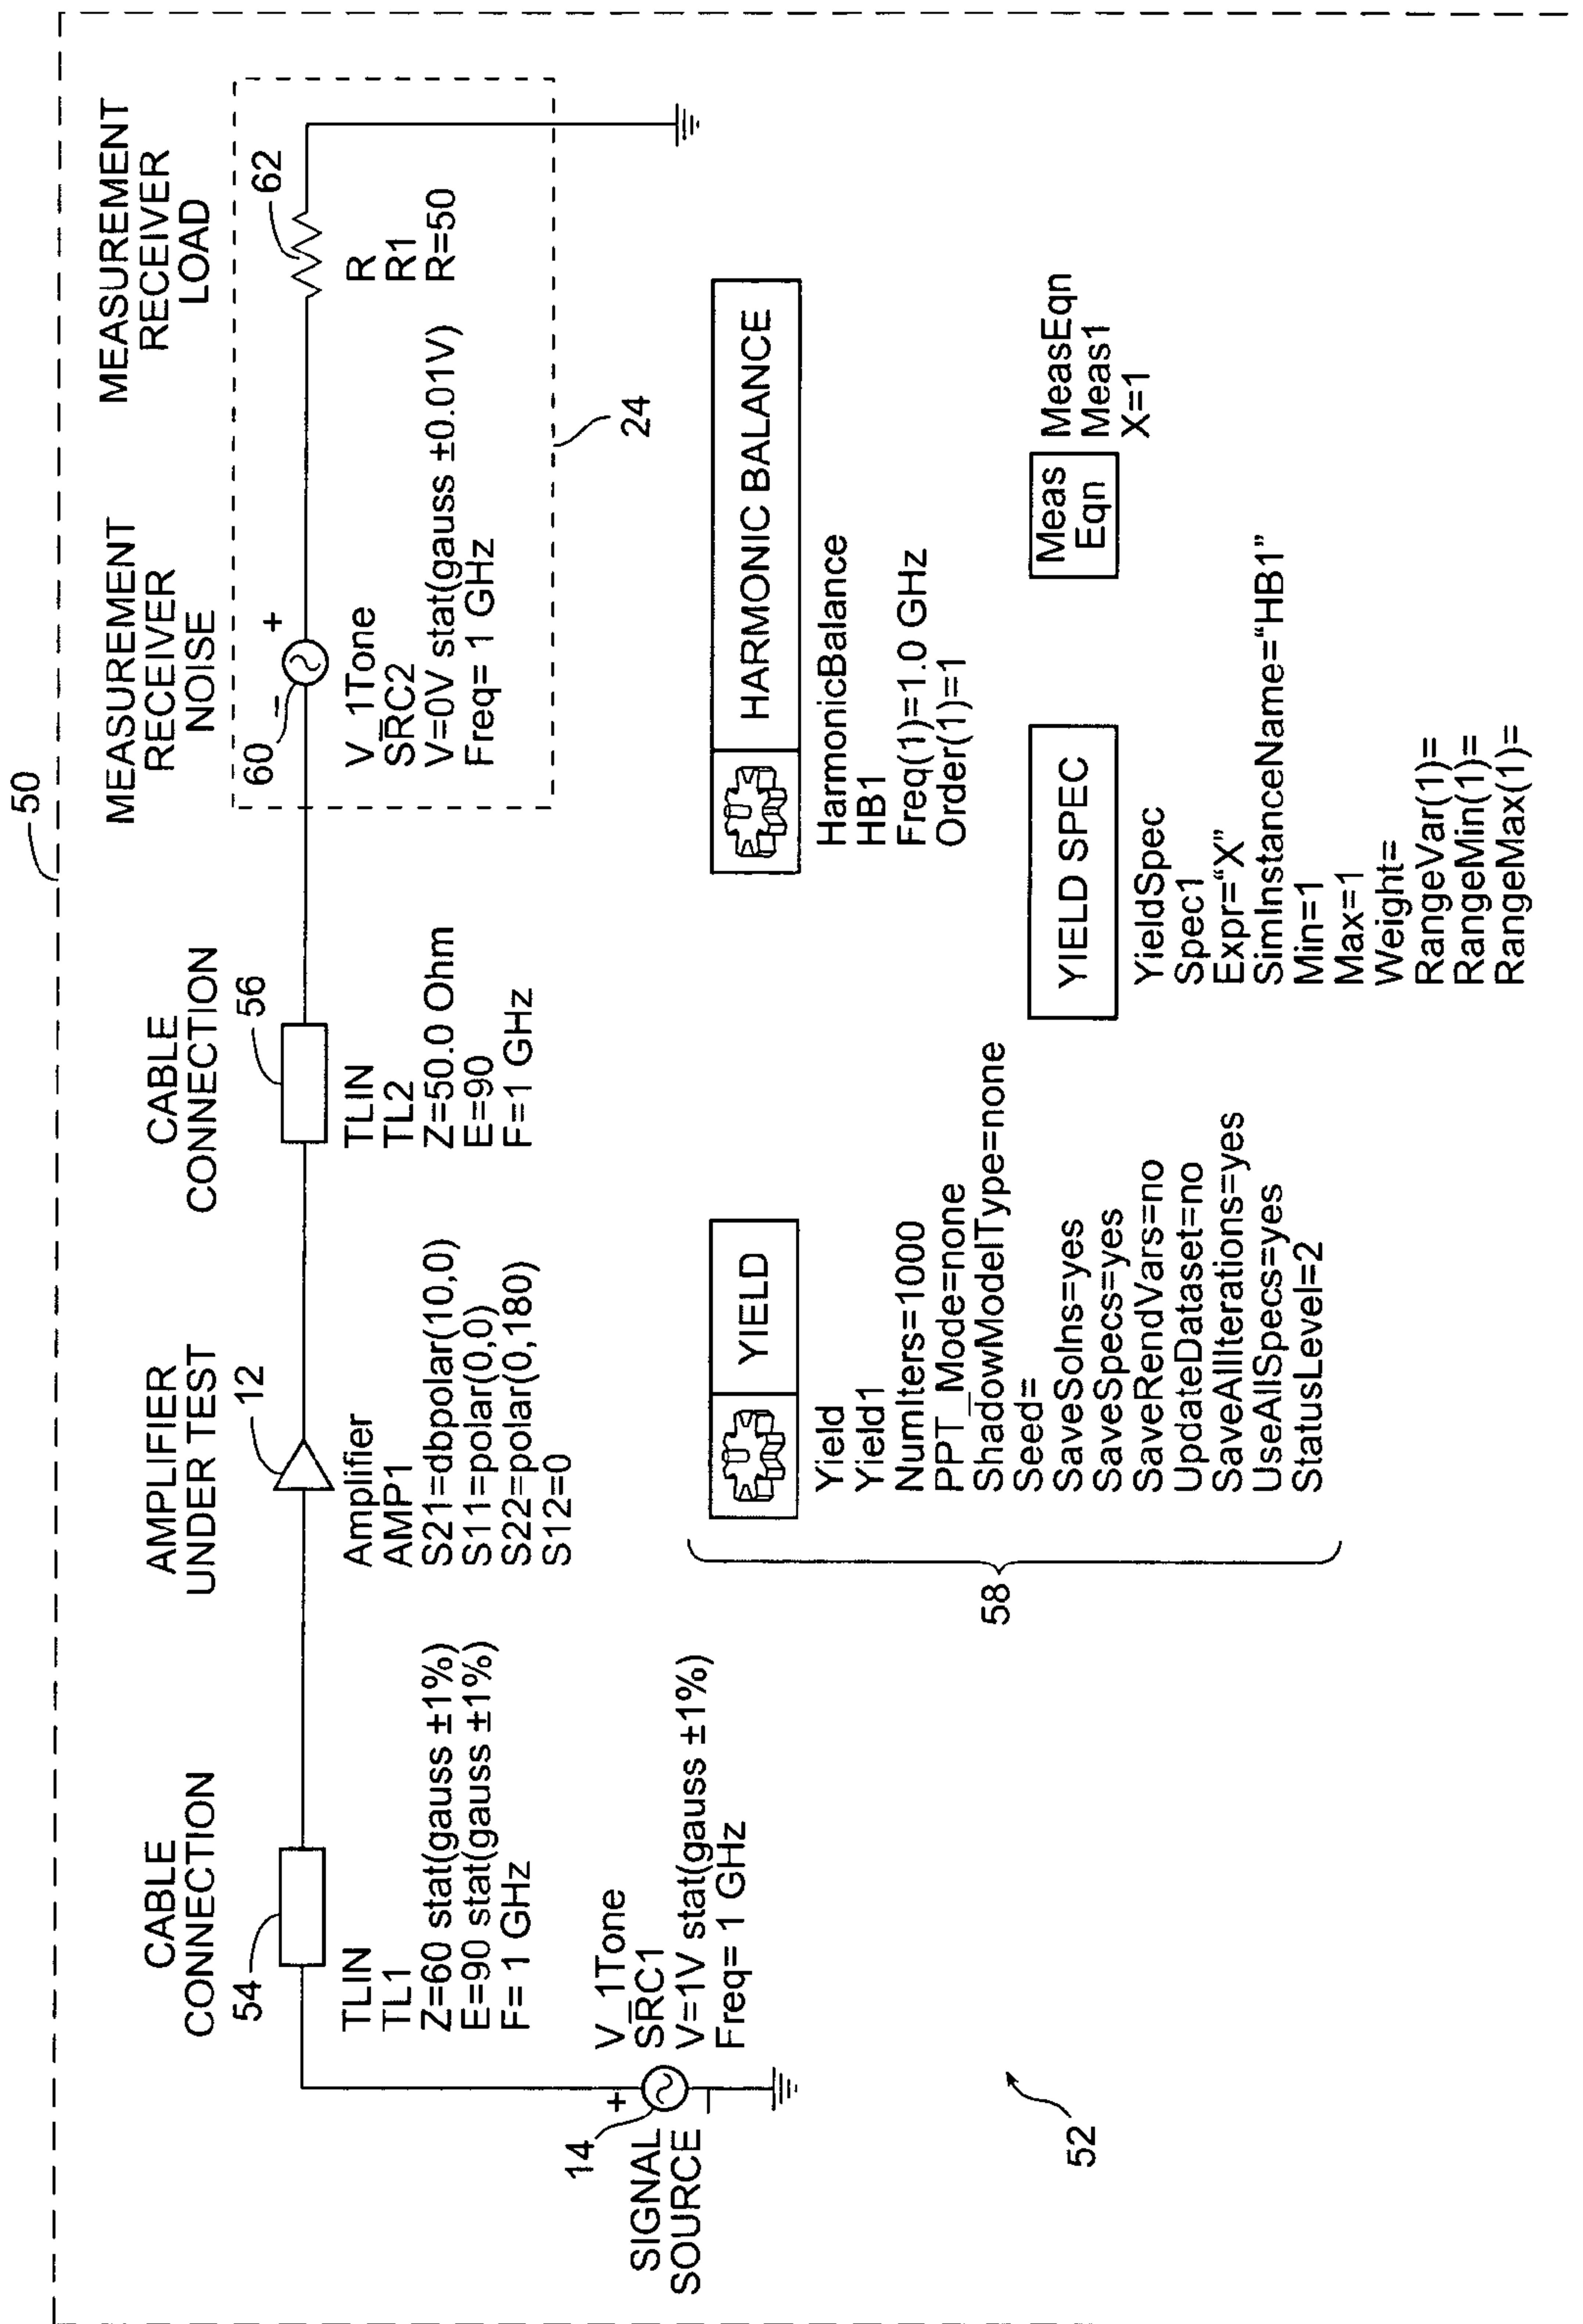 50
CABLE
CONNECTION
54
TLIN
TL1
Z=60 stat(gauss ±1%)
E=90 stat(gauss ±1%)
F= 1 GHz
14
SIGNAL
SOURCE
+
V_1Tone
SRC1
V=1V stat(gauss ±1%)
Freq= 1 GHz
AMPLIFIER
UNDER TEST
12
Amplifier
AMP1
S21=dbpolar(10,0)
S11=polar(0,0)
S22=polar(0,180)
S12=0
CABLE
CONNECTION
56
TLIN
TL2
Z=50.0 Ohm
E=90
F=1 GHz
MEASUREMENT
RECEIVER
NOISE
60
– +
V_1Tone
SRC2
V=0V stat(gauss ±0.01V)
Freq= 1 GHz
MEASUREMENT
RECEIVER
LOAD
62
R
R1
R=50
24
58
YIELD
Yield
Yield1
NumIters=1000
PPT_Mode=none
ShadowModelType=none
Seed=
SaveSolns=yes
SaveSpecs=yes
SaveRendVars=no
UpdateDataset=no
SaveAllIterations=yes
UseAllSpecs=yes
StatusLevel=2
HARMONIC BALANCE
HarmonicBalance
HB1
Freq(1)=1.0 GHz
Order(1)=1
YIELD SPEC
YieldSpec
Spec1
Expr=“X”
SimInstanceName=“HB1”
Min=1
Max=1
Weight=
RangeVar(1)=
RangeMin(1)=
RangeMax(1)=
Meas
Eqn
MeasEqn
Meas1
X=1
52